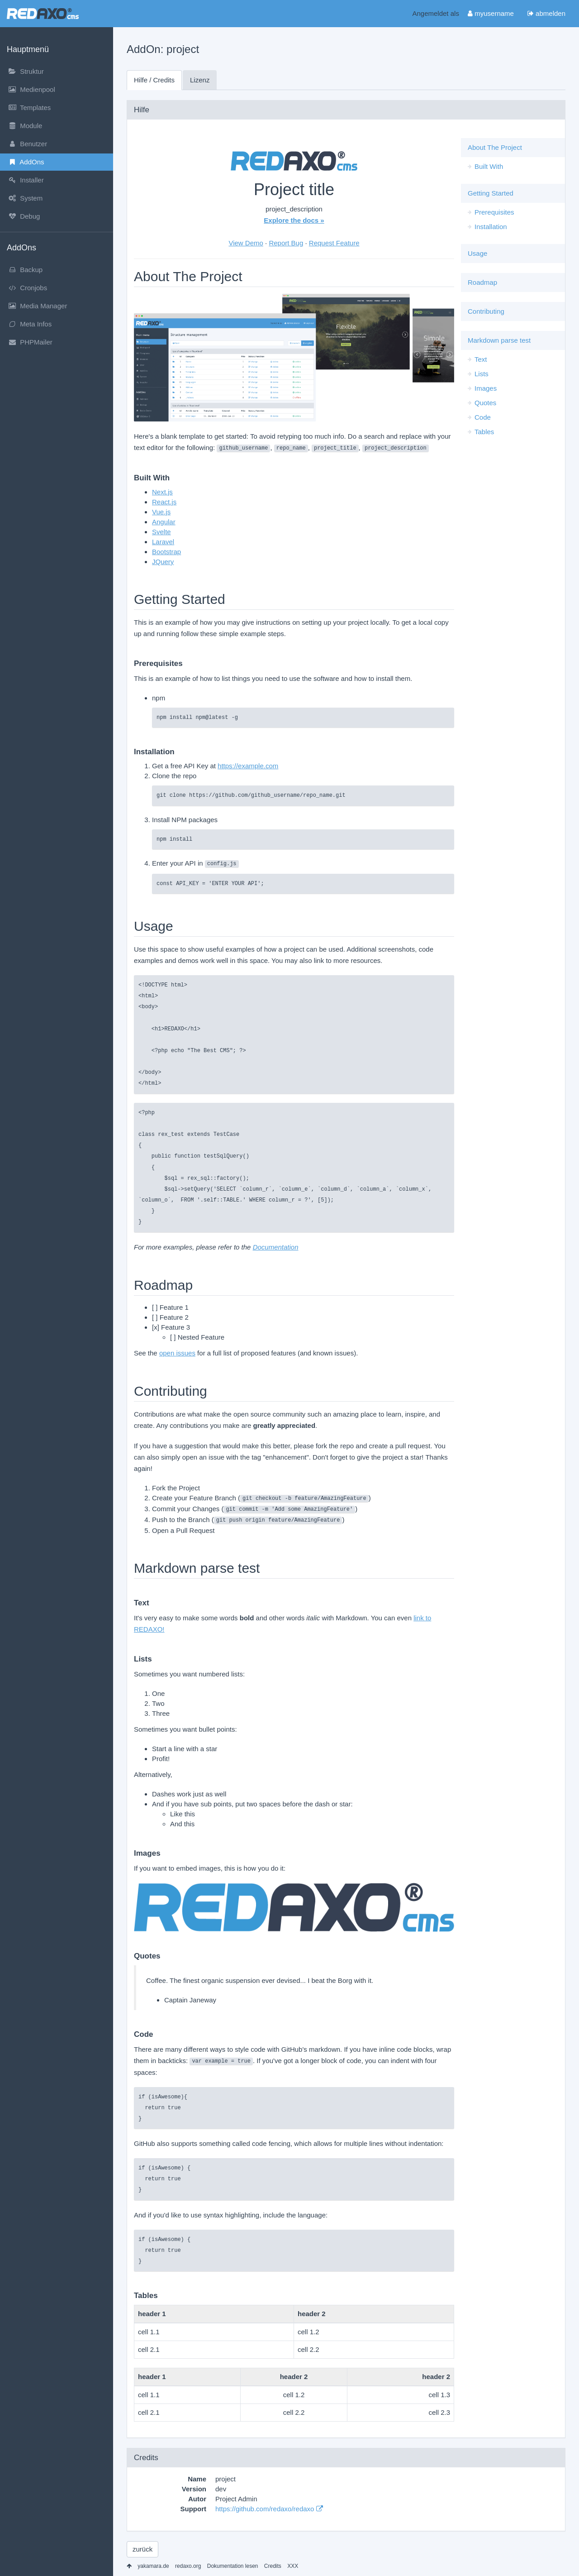 REDAXO® cms
Angemeldet als myusername abmelden
Hauptmenü
Struktur
Medienpool
Templates
Module
Benutzer
AddOns
Installer
System
Debug
AddOns
Backup
Cronjobs
Media Manager
Meta Infos
PHPMailer
AddOn: project
Hilfe / Credits
Lizenz
Hilfe
REDAXO® cms
Project title
project_description
Explore the docs »
View Demo - Report Bug - Request Feature
About The Project
Structure management
Flexible
Simple
Here's a blank template to get started: To avoid retyping too much info. Do a search and replace with your
text editor for the following: github_username, repo_name, project_title, project_description
Built With
Next.js
React.js
Vue.js
Angular
Svelte
Laravel
Bootstrap
JQuery
Getting Started
This is an example of how you may give instructions on setting up your project locally. To get a local copy
up and running follow these simple example steps.
Prerequisites
This is an example of how to list things you need to use the software and how to install them.
npm
npm install npm@latest -g
Installation
1. Get a free API Key at https://example.com
2. Clone the repo
git clone https://github.com/github_username/repo_name.git
3. Install NPM packages
npm install
4. Enter your API in config.js
const API_KEY = 'ENTER YOUR API';
Usage
Use this space to show useful examples of how a project can be used. Additional screenshots, code
examples and demos work well in this space. You may also link to more resources.
<!DOCTYPE html>
<html>
<body>
<h1>REDAXO</h1>
<?php echo "The Best CMS"; ?>
</body>
</html>
<?php
class rex_test extends TestCase
{
public function testSqlQuery()
{
$sql = rex_sql::factory();
$sql->setQuery('SELECT `column_r`, `column_e`, `column_d`, `column_a`, `column_x`,
`column_o`,  FROM '.self::TABLE.' WHERE column_r = ?', [5]);
}
}
For more examples, please refer to the Documentation
Roadmap
[ ] Feature 1
[ ] Feature 2
[x] Feature 3
[ ] Nested Feature
See the open issues for a full list of proposed features (and known issues).
Contributing
Contributions are what make the open source community such an amazing place to learn, inspire, and
create. Any contributions you make are greatly appreciated.
If you have a suggestion that would make this better, please fork the repo and create a pull request. You
can also simply open an issue with the tag "enhancement". Don't forget to give the project a star! Thanks
again!
1. Fork the Project
2. Create your Feature Branch (git checkout -b feature/AmazingFeature)
3. Commit your Changes (git commit -m 'Add some AmazingFeature')
4. Push to the Branch (git push origin feature/AmazingFeature)
5. Open a Pull Request
Markdown parse test
Text
It's very easy to make some words bold and other words italic with Markdown. You can even link to
REDAXO!
Lists
Sometimes you want numbered lists:
1. One
2. Two
3. Three
Sometimes you want bullet points:
Start a line with a star
Profit!
Alternatively,
Dashes work just as well
And if you have sub points, put two spaces before the dash or star:
Like this
And this
Images
If you want to embed images, this is how you do it:
REDAXO® cms
Quotes
Coffee. The finest organic suspension ever devised... I beat the Borg with it.
Captain Janeway
Code
There are many different ways to style code with GitHub's markdown. If you have inline code blocks, wrap
them in backticks: var example = true. If you've got a longer block of code, you can indent with four
spaces:
if (isAwesome){
return true
}
GitHub also supports something called code fencing, which allows for multiple lines without indentation:
if (isAwesome) {
return true
}
And if you'd like to use syntax highlighting, include the language:
if (isAwesome) {
return true
}
Tables
header 1 header 2
cell 1.1 cell 1.2
cell 2.1 cell 2.2
header 1 header 2 header 2
cell 1.1 cell 1.2 cell 1.3
cell 2.1 cell 2.2 cell 2.3
About The Project
Built With
Getting Started
Prerequisites
Installation
Usage
Roadmap
Contributing
Markdown parse test
Text
Lists
Images
Quotes
Code
Tables
Credits
Name project
Version dev
Autor Project Admin
Support https://github.com/redaxo/redaxo
zurück
yakamara.de redaxo.org Dokumentation lesen Credits XXX